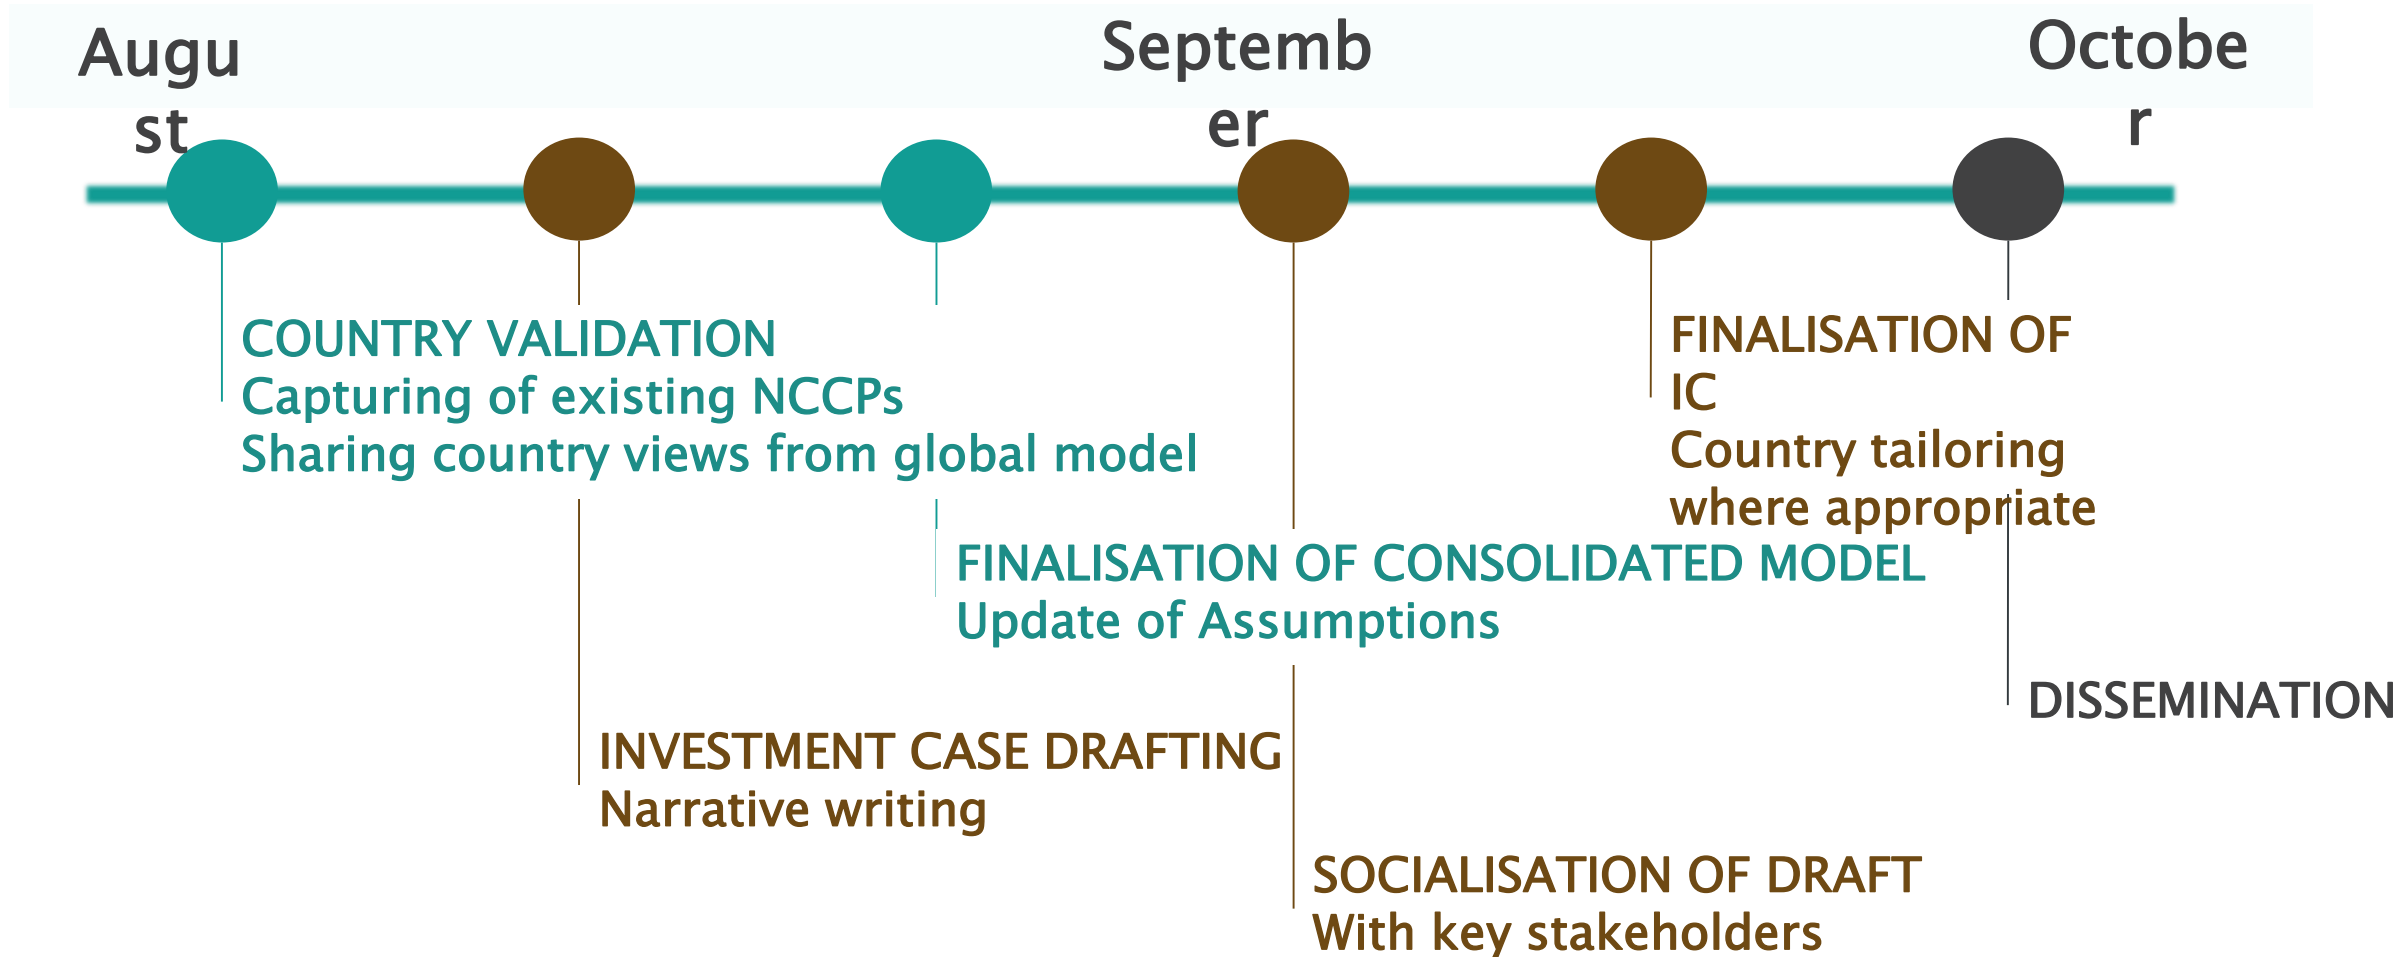 Augu
st
Septemb
er
Octobe
r
COUNTRY VALIDATION
Capturing of existing NCCPs
Sharing country views from global model
FINALISATION OF
IC
Country tailoring
where appropriate
FINALISATION OF CONSOLIDATED MODEL
Update of Assumptions
DISSEMINATION
INVESTMENT CASE DRAFTING
Narrative writing
SOCIALISATION OF DRAFT
With key stakeholders